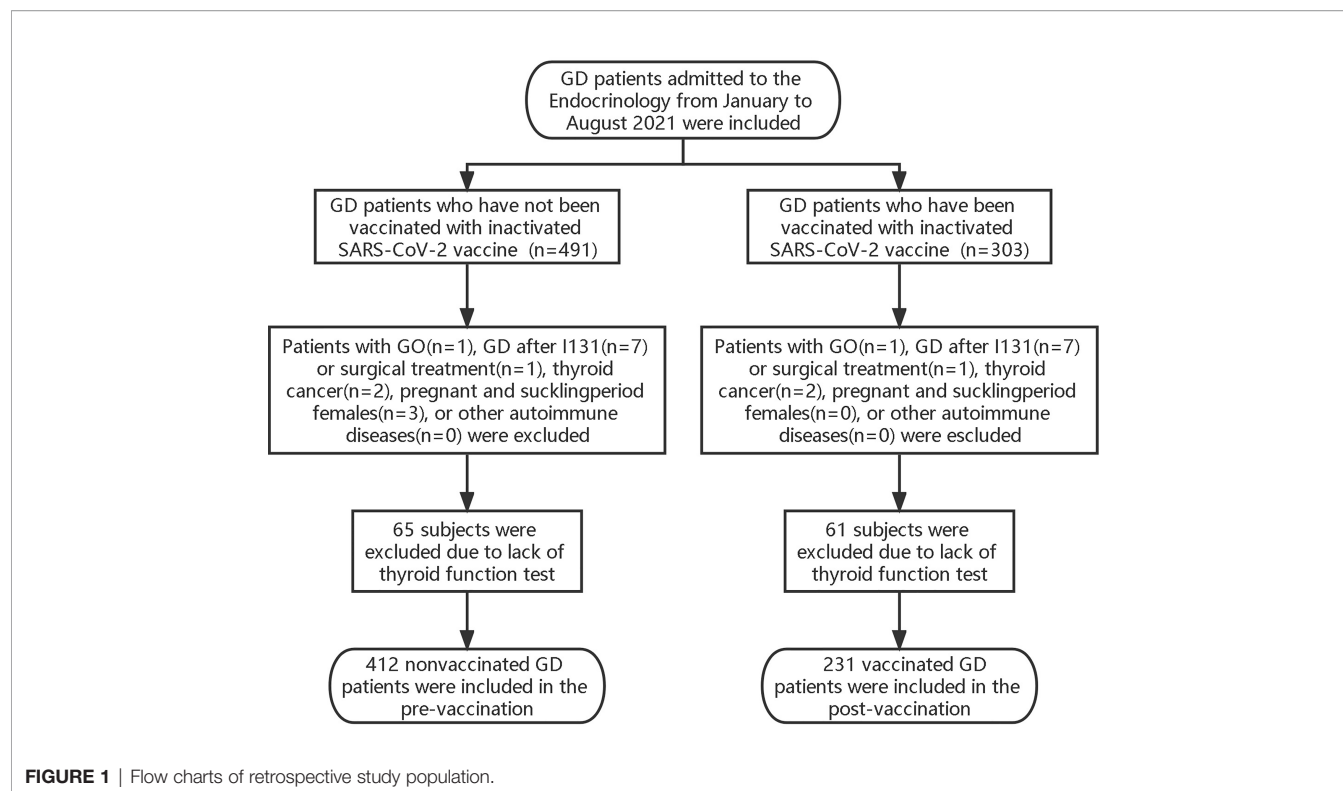 GD patients admitted to the
Endocrinology from January to
August 2021 were included
GD patients who have not been
vaccinated with inactivated
SARS-CoV-2 vaccine (n=491)
GD patients who have been
vaccinated with inactivated
SARS-CoV-2 vaccine (n=303)
Patients with GO(n=1), GD after I131(n=7)
or surgical treatment(n=1), thyroid
cancer(n=2), pregnant and sucklingperiod
females(n=3), or other autoimmune
diseases(n=0) were excluded
Patients with GO(n=1), GD after I131(n=7)
or surgical treatment(n=1), thyroid
cancer(n=2), pregnant and sucklingperiod
females(n=0), or other autoimmune
diseases(n=0) were escluded
65 subjects were
excluded due to lack of
thyroid function test
61 subjects were
excluded due to lack of
thyroid function test
412 nonvaccinated GD
patients were included in the
pre-vaccination
231 vaccinated GD
patients were included in the
post-vaccination
FIGURE 1 | Flow charts of retrospective study population.